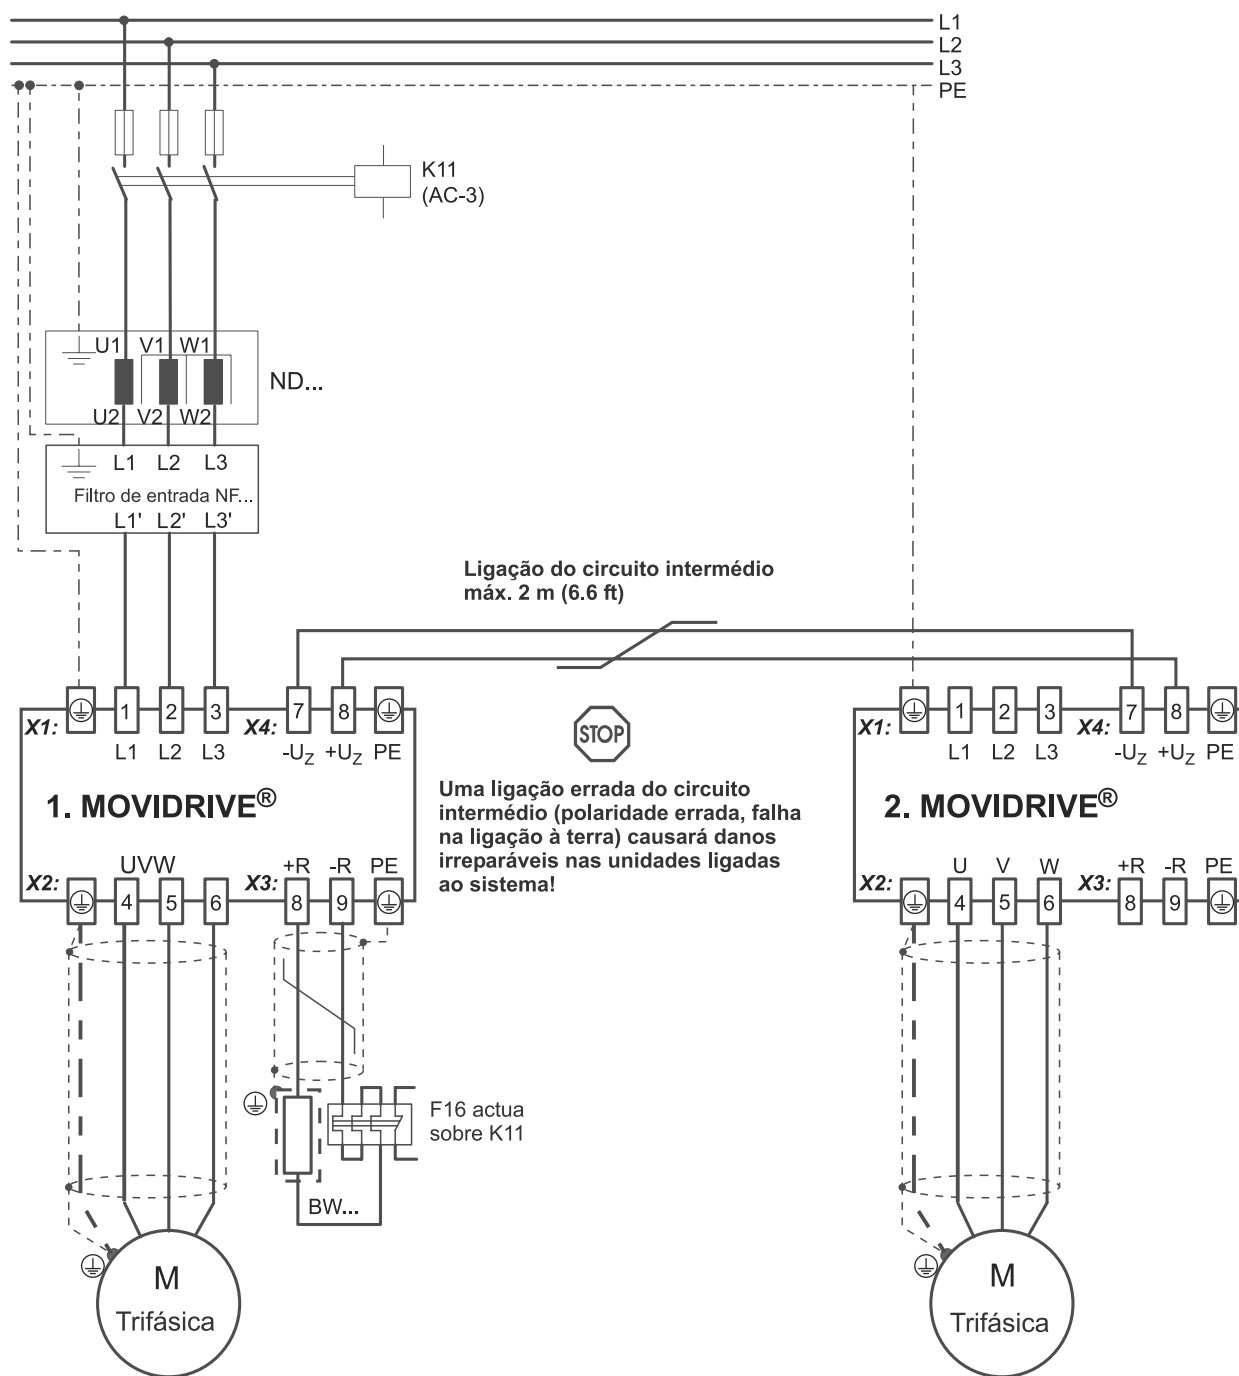 L1
L2
L3
PE
K11
(AC-3)
U1 V1 W1
ND...
U2 V2 W2
L1 L2 L3
Filtro de entrada NF...
L1' L2' L3'
Ligação do circuito intermédio
máx. 2 m (6.6 ft)
X1: 1 2 3 X4: 7 8
L1 L2 L3 -UZ +UZ PE
1. MOVIDRIVE®
UVW +R -R PE
X2: 4 5 6 X3: 8 9
STOP
Uma ligação errada do circuito
intermédio (polaridade errada, falha
na ligação à terra) causará danos
irreparáveis nas unidades ligadas
ao sistema!
X1: 1 2 3 X4: 7 8
L1 L2 L3 -UZ +UZ PE
2. MOVIDRIVE®
U V W +R -R PE
X2: 4 5 6 X3: 8 9
F16 actua
sobre K11
BW...
M
Trifásica
M
Trifásica